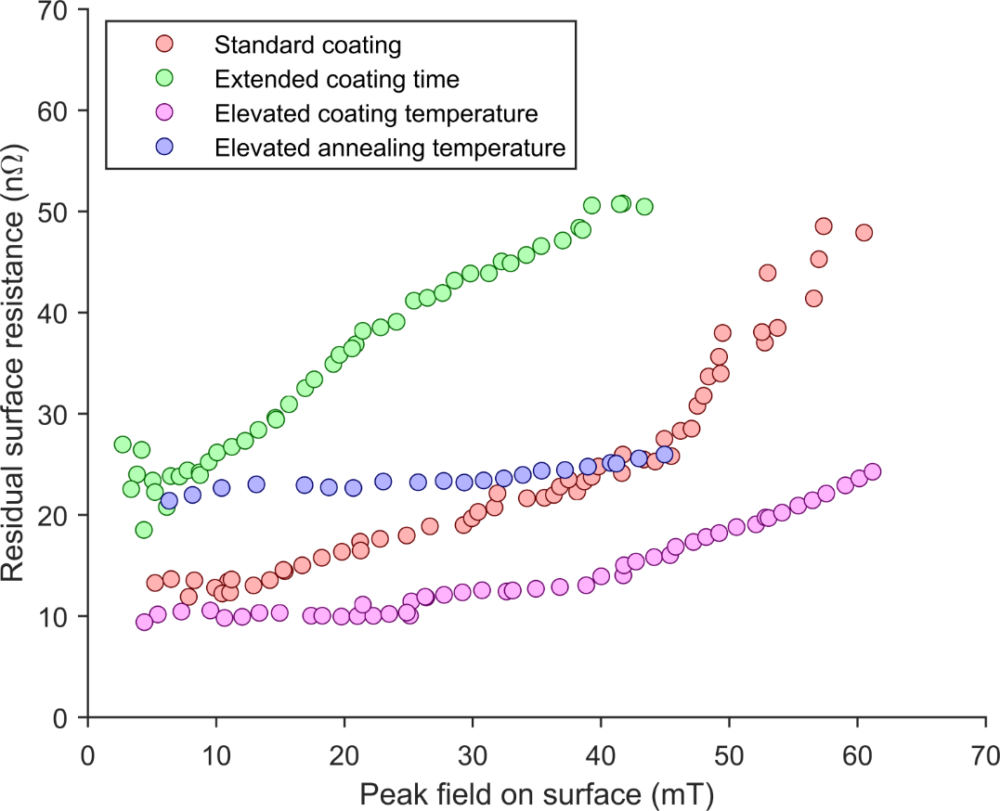 70
60
50
40
30
20
10
0
Residual surface resistance (nΩ)
Standard coating
Extended coating time
Elevated coating temperature
Elevated annealing temperature
0 10 20 30 40 50 60 70
Peak field on surface (mT)